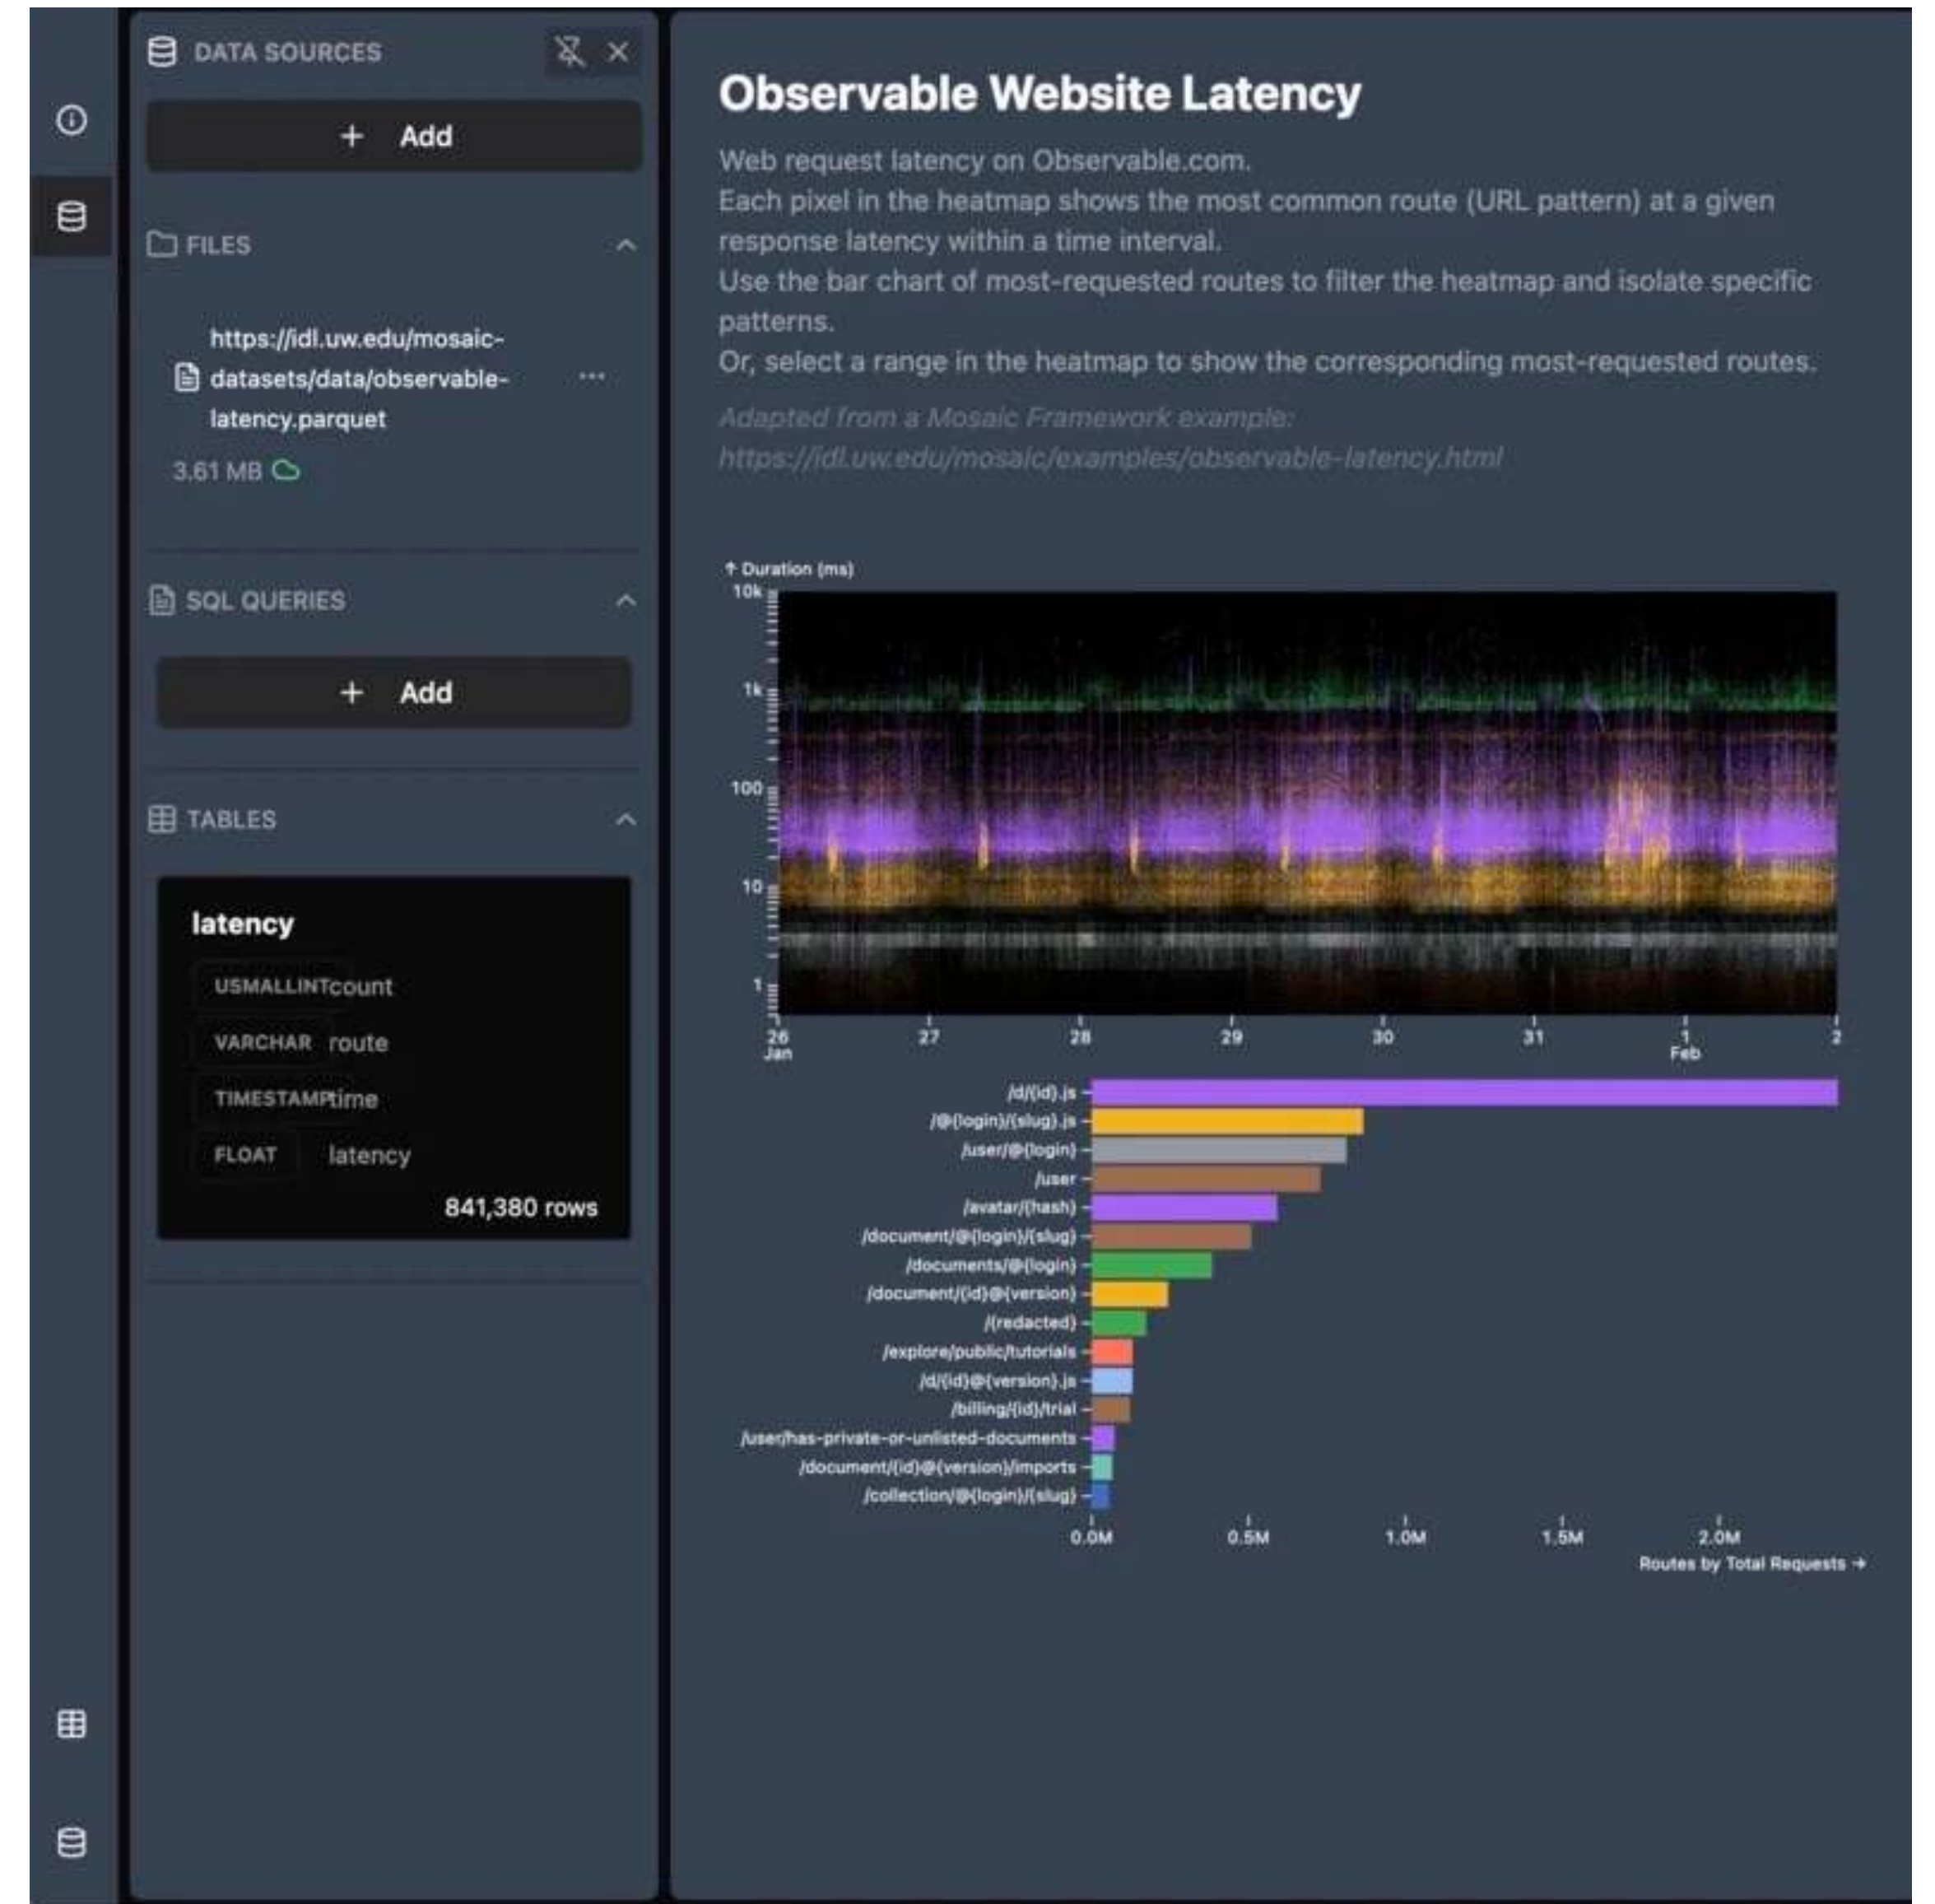 DATA SOURCES
+ Add
FILES
https://idl.uw.edu/mosaic-
datasets/data/observable-
latency.parquet
3.61 MB
SQL QUERIES
+ Add
TABLES
latency
USMALLINT count
VARCHAR route
TIMESTAMP time
FLOAT latency
841,380 rows
Observable Website Latency
Web request latency on Observable.com.
Each pixel in the heatmap shows the most common route (URL pattern) at a given
response latency within a time interval.
Use the bar chart of most-requested routes to filter the heatmap and isolate specific
patterns.
Or, select a range in the heatmap to show the corresponding most-requested routes.
Adapted from a Mosaic Framework example:
https://idl.uw.edu/mosaic/examples/observable-latency.html
↑ Duration (ms)
10k
1k
100
10
1
26 27 28 29 30 31 1 2
Jan Feb
/d/{id}.js
/@{login}/{slug}.js
/user/@{login}
/user
/avatar/{hash}
/document/@{login}/{slug}
/documents/@{login}
/document/{id}@{version}
/{redacted}
/explore/public/tutorials
/d/{id}@{version}.js
/billing/{id}/trial
/user/has-private-or-unlisted-documents
/document/{id}@{version}/imports
/collection/@{login}/{slug}
0.0M 0.5M 1.0M 1.5M 2.0M
Routes by Total Requests →